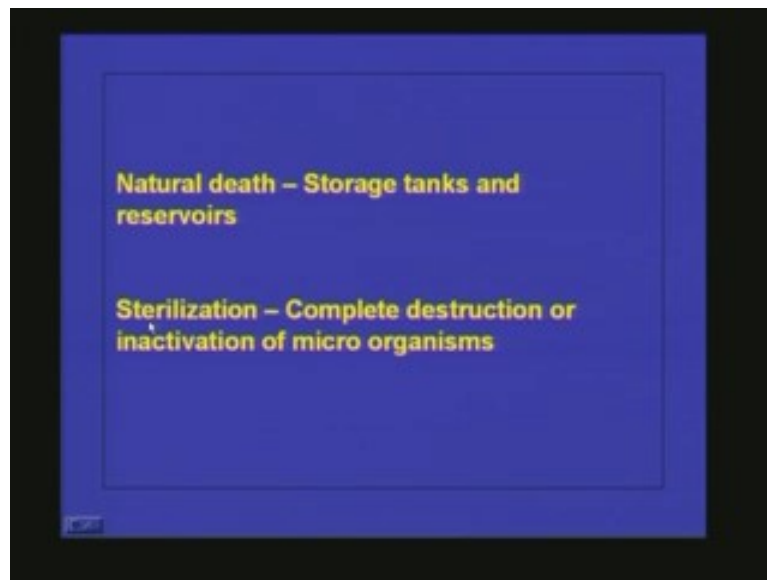 Natural death – Storage tanks and
reservoirs
Sterilization – Complete destruction or
inactivation of micro organisms